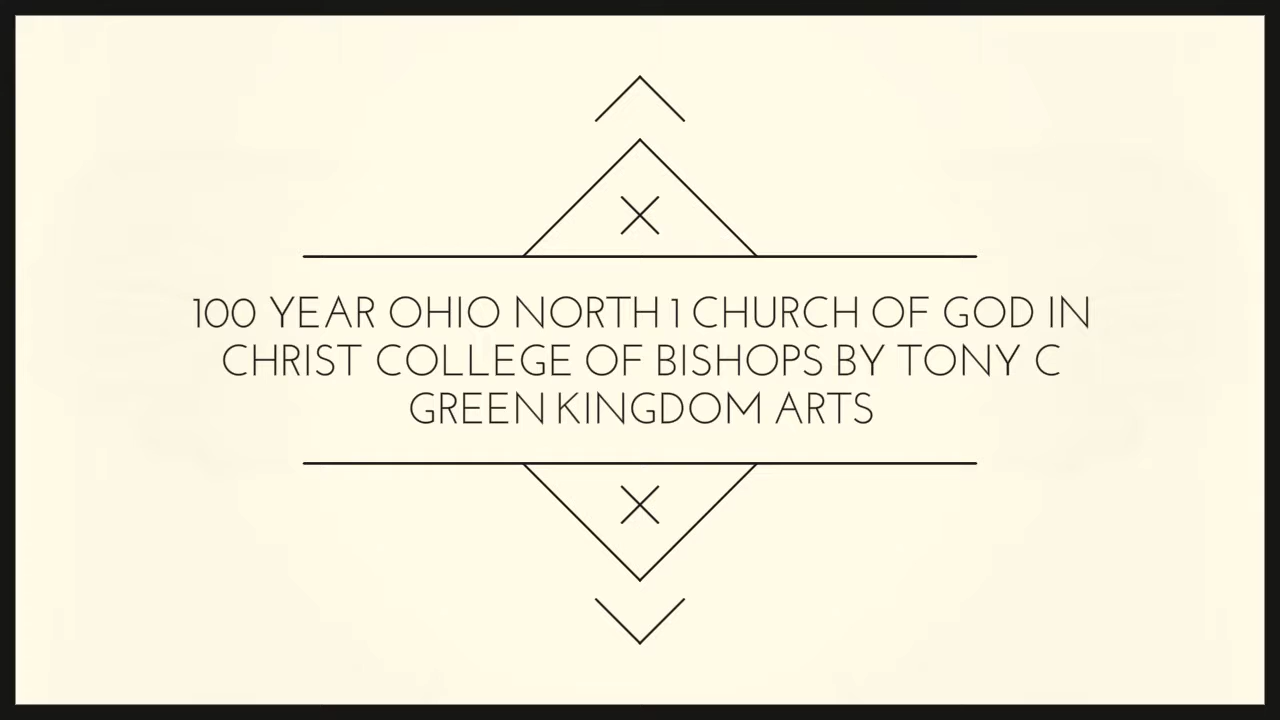 100 YEAR OHIO NORTH 1 CHURCH OF GOD IN
CHRIST COLLEGE OF BISHOPS BY TONY C
GREEN KINGDOM ARTS